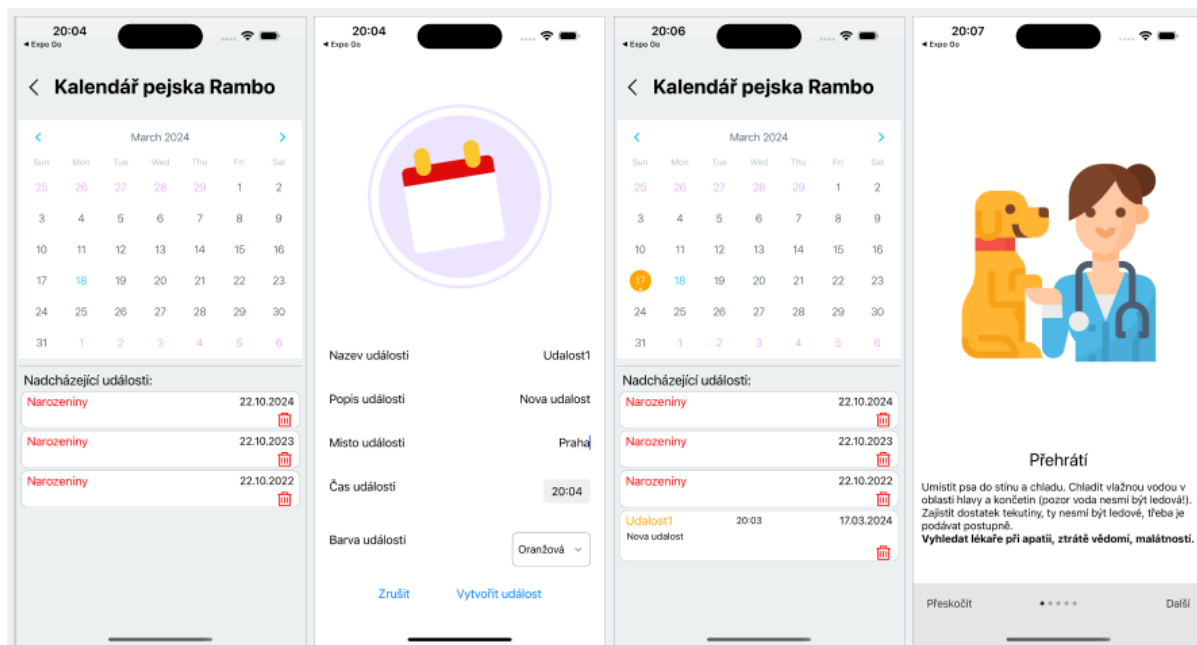 20:04
◀ Expo Go
Kalendář pejska Rambo
March 2024
Sun Mon Tue Wed Thu Fri Sat
25 26 27 28 29 1 2
3 4 5 6 7 8 9
10 11 12 13 14 15 16
17 18 19 20 21 22 23
24 25 26 27 28 29 30
31 1 2 3 4 5 6
Nadcházející události:
Narozeniny 22.10.2024
Narozeniny 22.10.2023
Narozeniny 22.10.2022
20:04
◀ Expo Go
Nazev události Udalost1
Popis události Nova udalost
Misto události Praha
Čas události 20:04
Barva události Oranžová
Zrušit Vytvořit událost
20:06
◀ Expo Go
Kalendář pejska Rambo
March 2024
Sun Mon Tue Wed Thu Fri Sat
25 26 27 28 29 1 2
3 4 5 6 7 8 9
10 11 12 13 14 15 16
17 18 19 20 21 22 23
24 25 26 27 28 29 30
31 1 2 3 4 5 6
Nadcházející události:
Narozeniny 22.10.2024
Narozeniny 22.10.2023
Narozeniny 22.10.2022
Udalost1 20:03 17.03.2024
Nova udalost
20:07
◀ Expo Go
Přehrátí
Umístit psa do stínu a chladu. Chladit vlažnou vodou v
oblasti hlavy a končetin (pozor voda nesmí být ledová!).
Zajistit dostatek tekutiny, ty nesmí být ledové, třeba je
podávat postupně.
Vyhledat lékaře při apatii, ztrátě vědomí, malátností.
Přeskočit Další